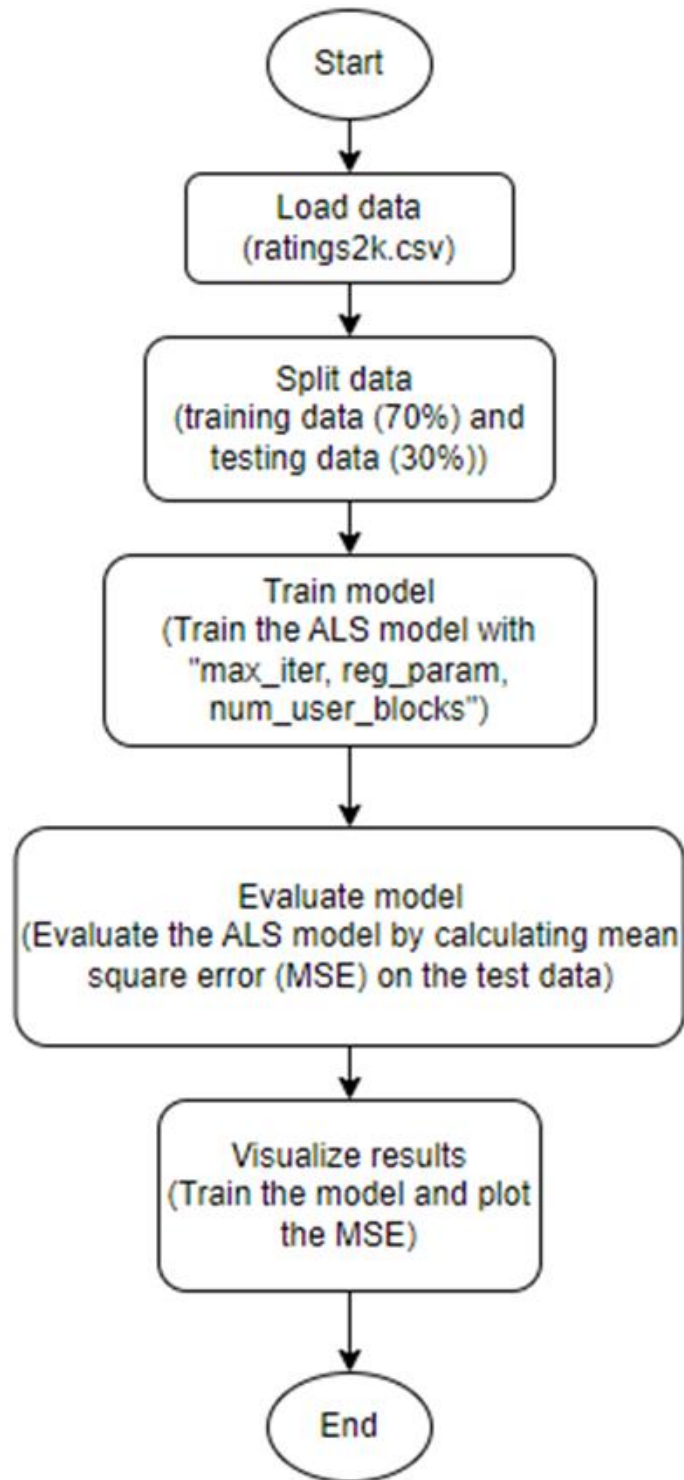 Start
Load data
(ratings2k.csv)
Split data
(training data (70%) and
testing data (30%))
Train model
(Train the ALS model with
"max_iter, reg_param,
num_user_blocks")
Evaluate model
(Evaluate the ALS model by calculating mean
square error (MSE) on the test data)
Visualize results
(Train the model and plot
the MSE)
End